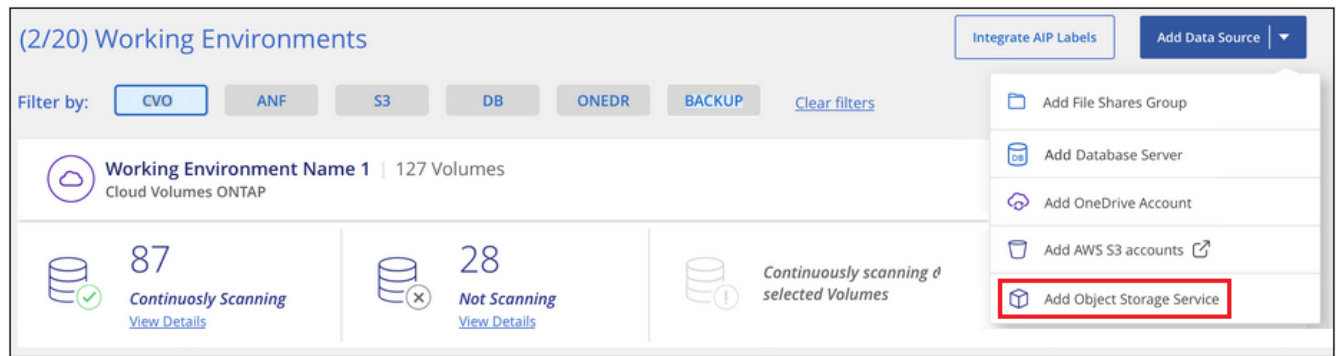 (2/20) Working Environments
Integrate AIP Labels
Add Data Source
Filter by:
CVO
ANF
S3
DB
ONEDR
BACKUP
Clear filters
Add File Shares Group
DB
Add Database Server
Add OneDrive Account
Add AWS S3 accounts
Add Object Storage Service
Working Environment Name 1 | 127 Volumes
Cloud Volumes ONTAP
87
Continuosly Scanning
View Details
28
Not Scanning
View Details
Continuously scanning
selected Volumes